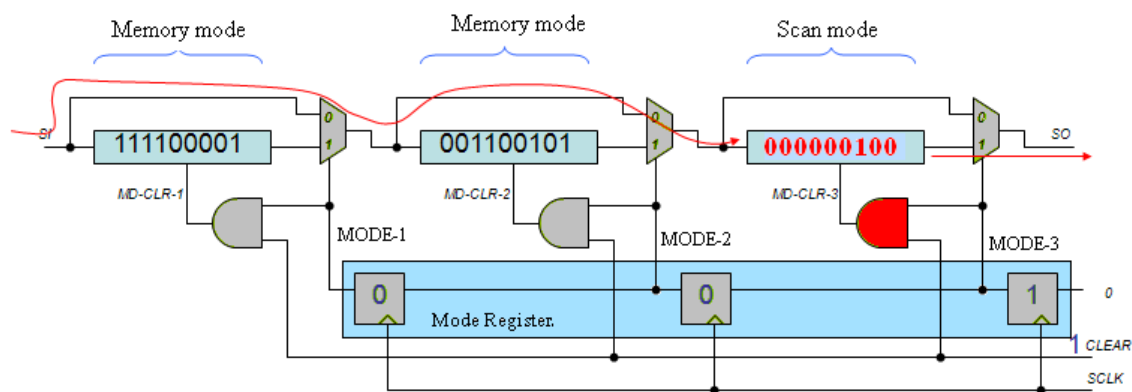 Memory mode
Memory mode
Scan mode
0
0
0
SI
111100001
1
001100101
1
000000100
1
SO
MD-CLR-1
MD-CLR-2
MD-CLR-3
MODE-1
MODE-2
MODE-3
0
0
1
0
Mode Register.
1 CLEAR
SCLK